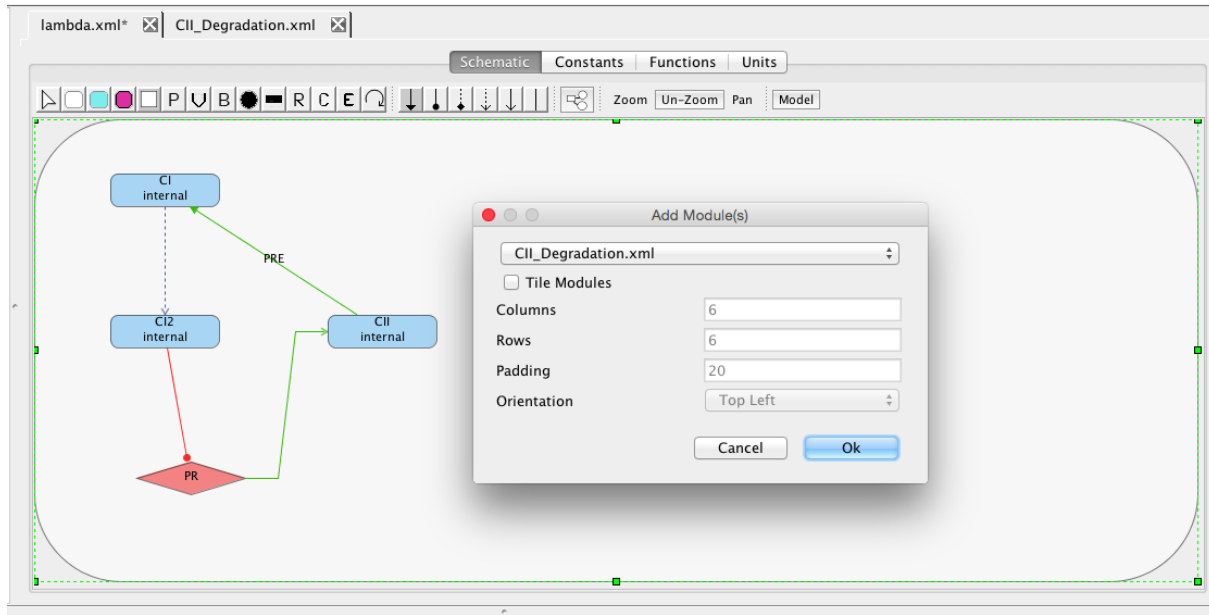 lambda.xml* CII_Degradation.xml
Schematic Constants Functions Units
P V B R C E Zoom Un-Zoom Pan Model
CI
internal
PRE
CI2
internal
CII
internal
PR
Add Module(s)
CII_Degradation.xml
Tile Modules
Columns 6
Rows 6
Padding 20
Orientation Top Left
Cancel Ok